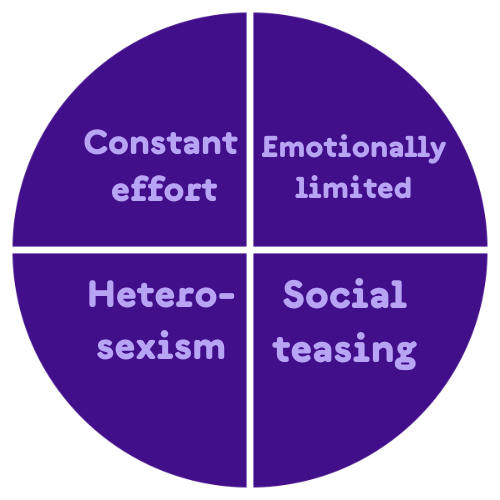 Constant
effort
Emotionally
limited
Hetero-
sexism
Social
teasing